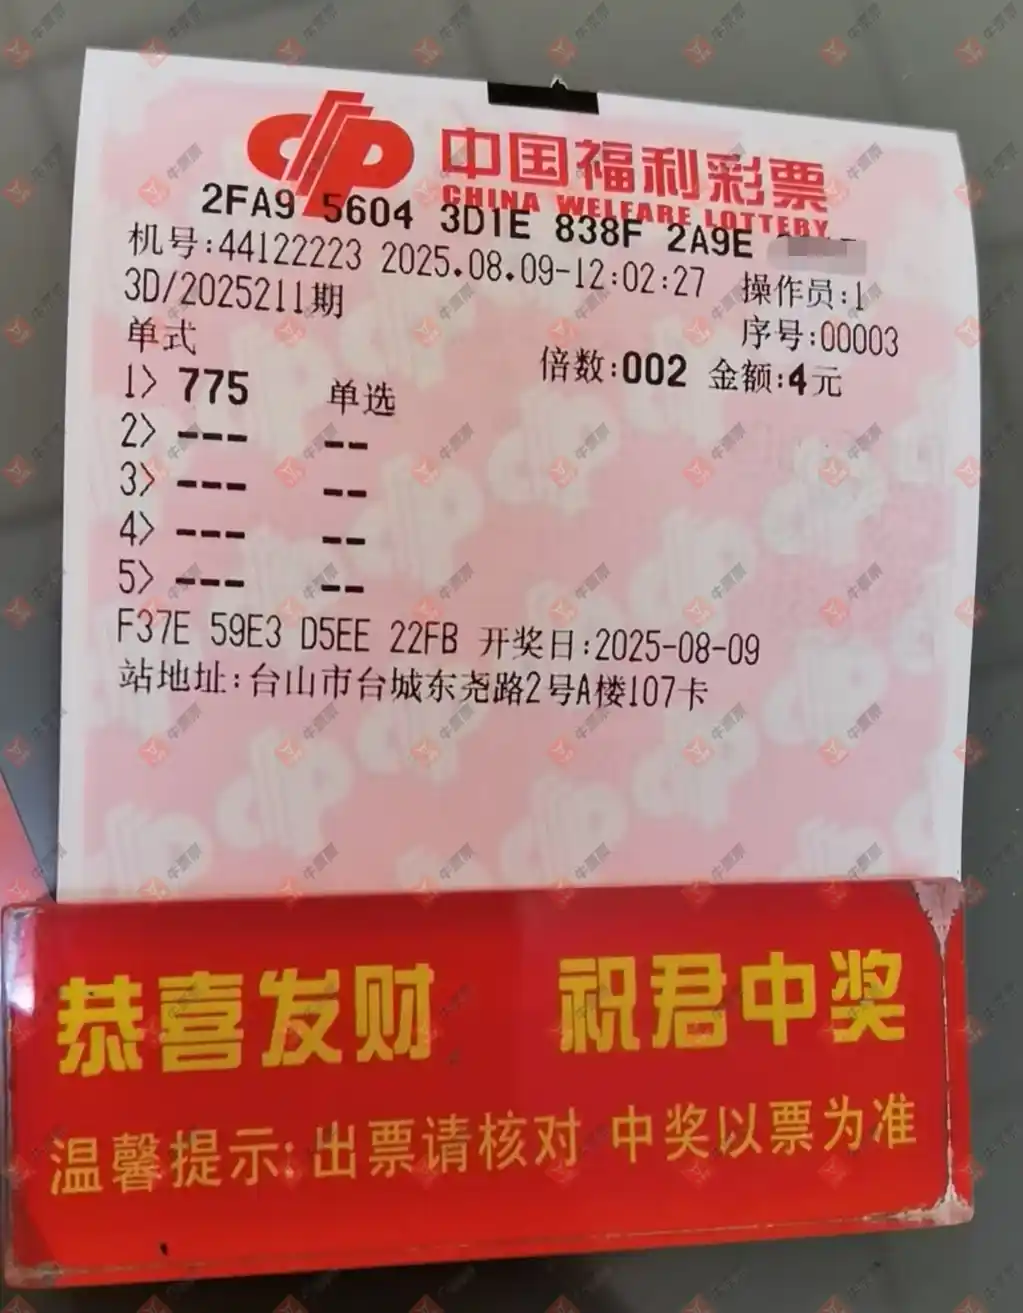 中国福利彩票
CHINA WELFARE LOTTERY
2FA9 5604 3D1E 838F 2A9E
机号:44122223 2025.08.09-12:02:27 操作员:1
3D/2025211期 序号:00003
单式 倍数:002 金额:4元
1> 775 单选
2> --- --
3> --- --
4> --- --
5> --- --
F37E 59E3 D5EE 22FB 开奖日:2025-08-09
站地址:台山市台城东尧路2号A楼107卡
恭喜发财 祝君中奖
温馨提示:出票请核对 中奖以票为准